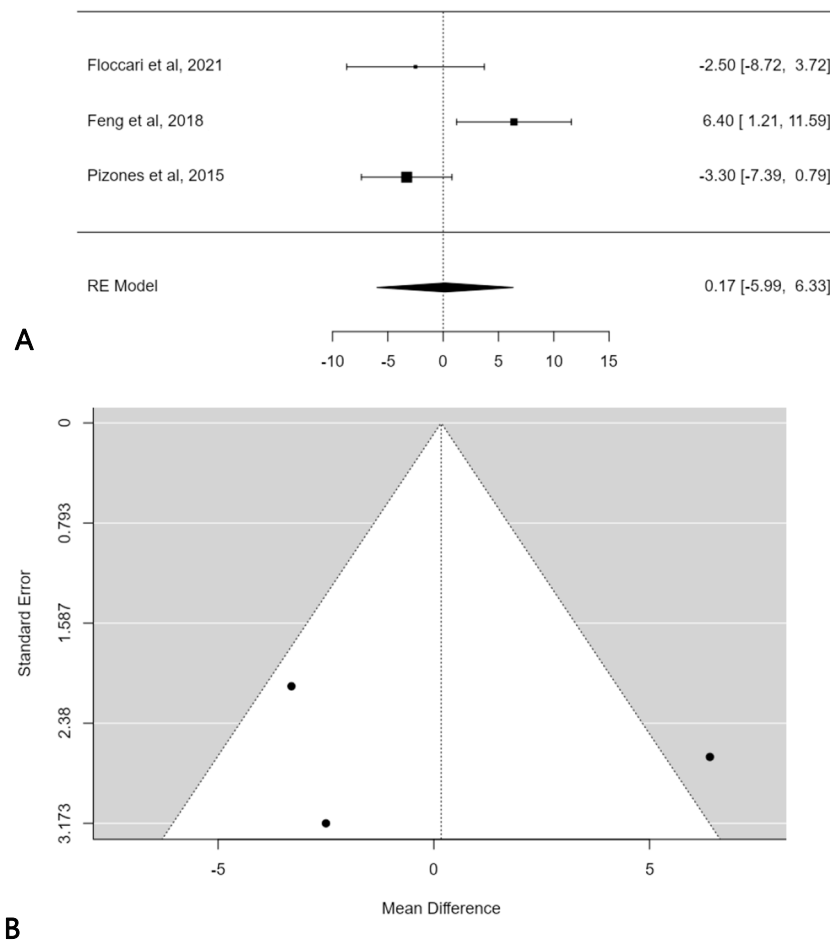 Floccari et al, 2021 -2.50 [-8.72, 3.72]
Feng et al, 2018 6.40 [ 1.21, 11.59]
Pizones et al, 2015 -3.30 [-7.39, 0.79]
RE Model 0.17 [-5.99, 6.33]
A
-10 -5 0 5 10 15
0
0.793
1.587
2.38
3.173
Standard Error
-5 0 5
Mean Difference
B